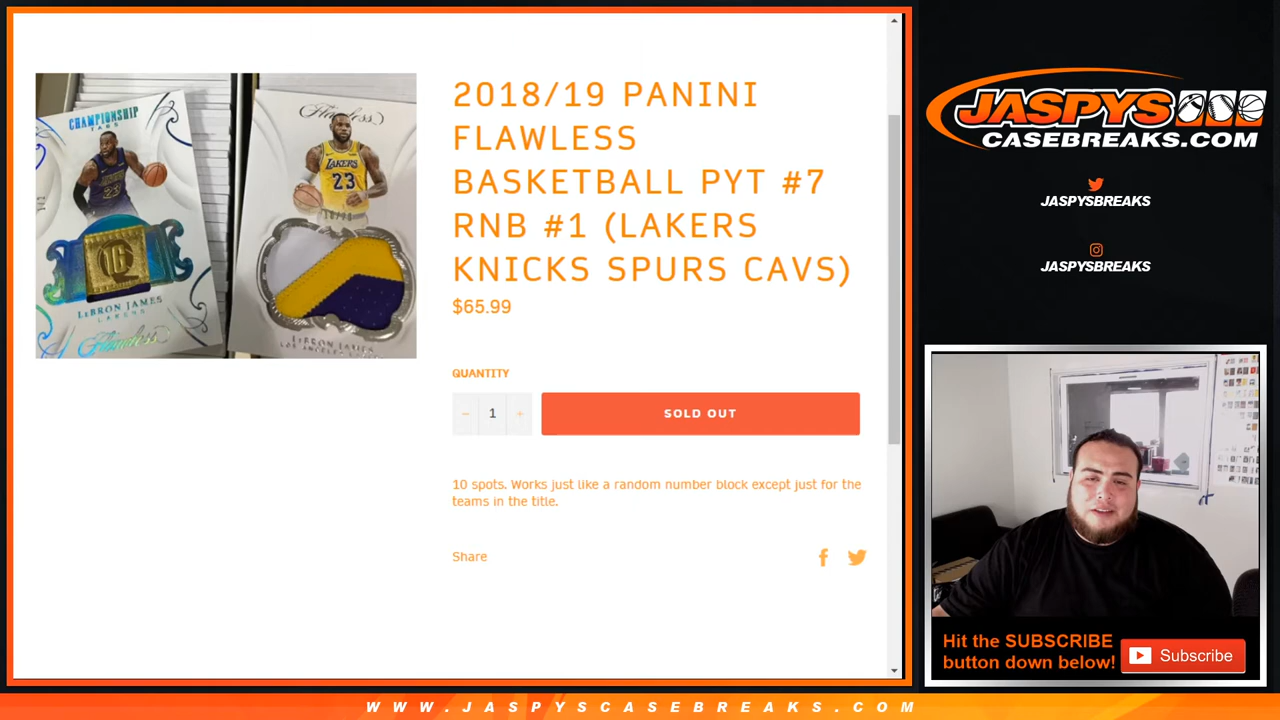 CHAMPIONSHIP
TAGS
23
LEBRON JAMES
LAKERS
Flawless
Flawless
LAKERS
23
LEBRON JAMES
2018/19 PANINI
FLAWLESS
BASKETBALL PYT #7
RNB #1 (LAKERS
KNICKS SPURS CAVS)
$65.99
QUANTITY
− 1 +
SOLD OUT
10 spots. Works just like a random number block except just for the
teams in the title.
Share
JASPYS
CASEBREAKS.COM
JASPYSBREAKS
JASPYSBREAKS
Hit the SUBSCRIBE
button down below!
Subscribe
WWW.JASPYSCASEBREAKS.COM